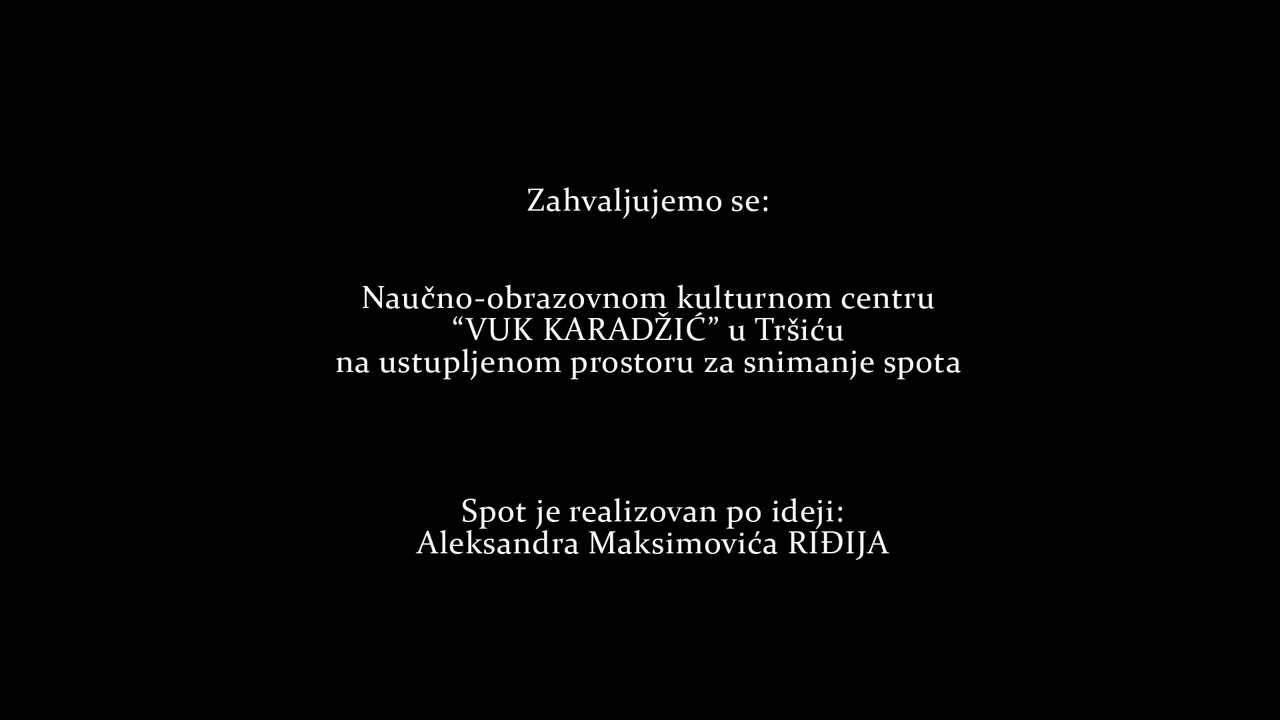 Zahvaljujemo se:
Naučno-obrazovnom kulturnom centru
“VUK KARADŽIĆ” u Tršiću
na ustupljenom prostoru za snimanje spota
Spot je realizovan po ideji:
Aleksandra Maksimovića RIĐIJA